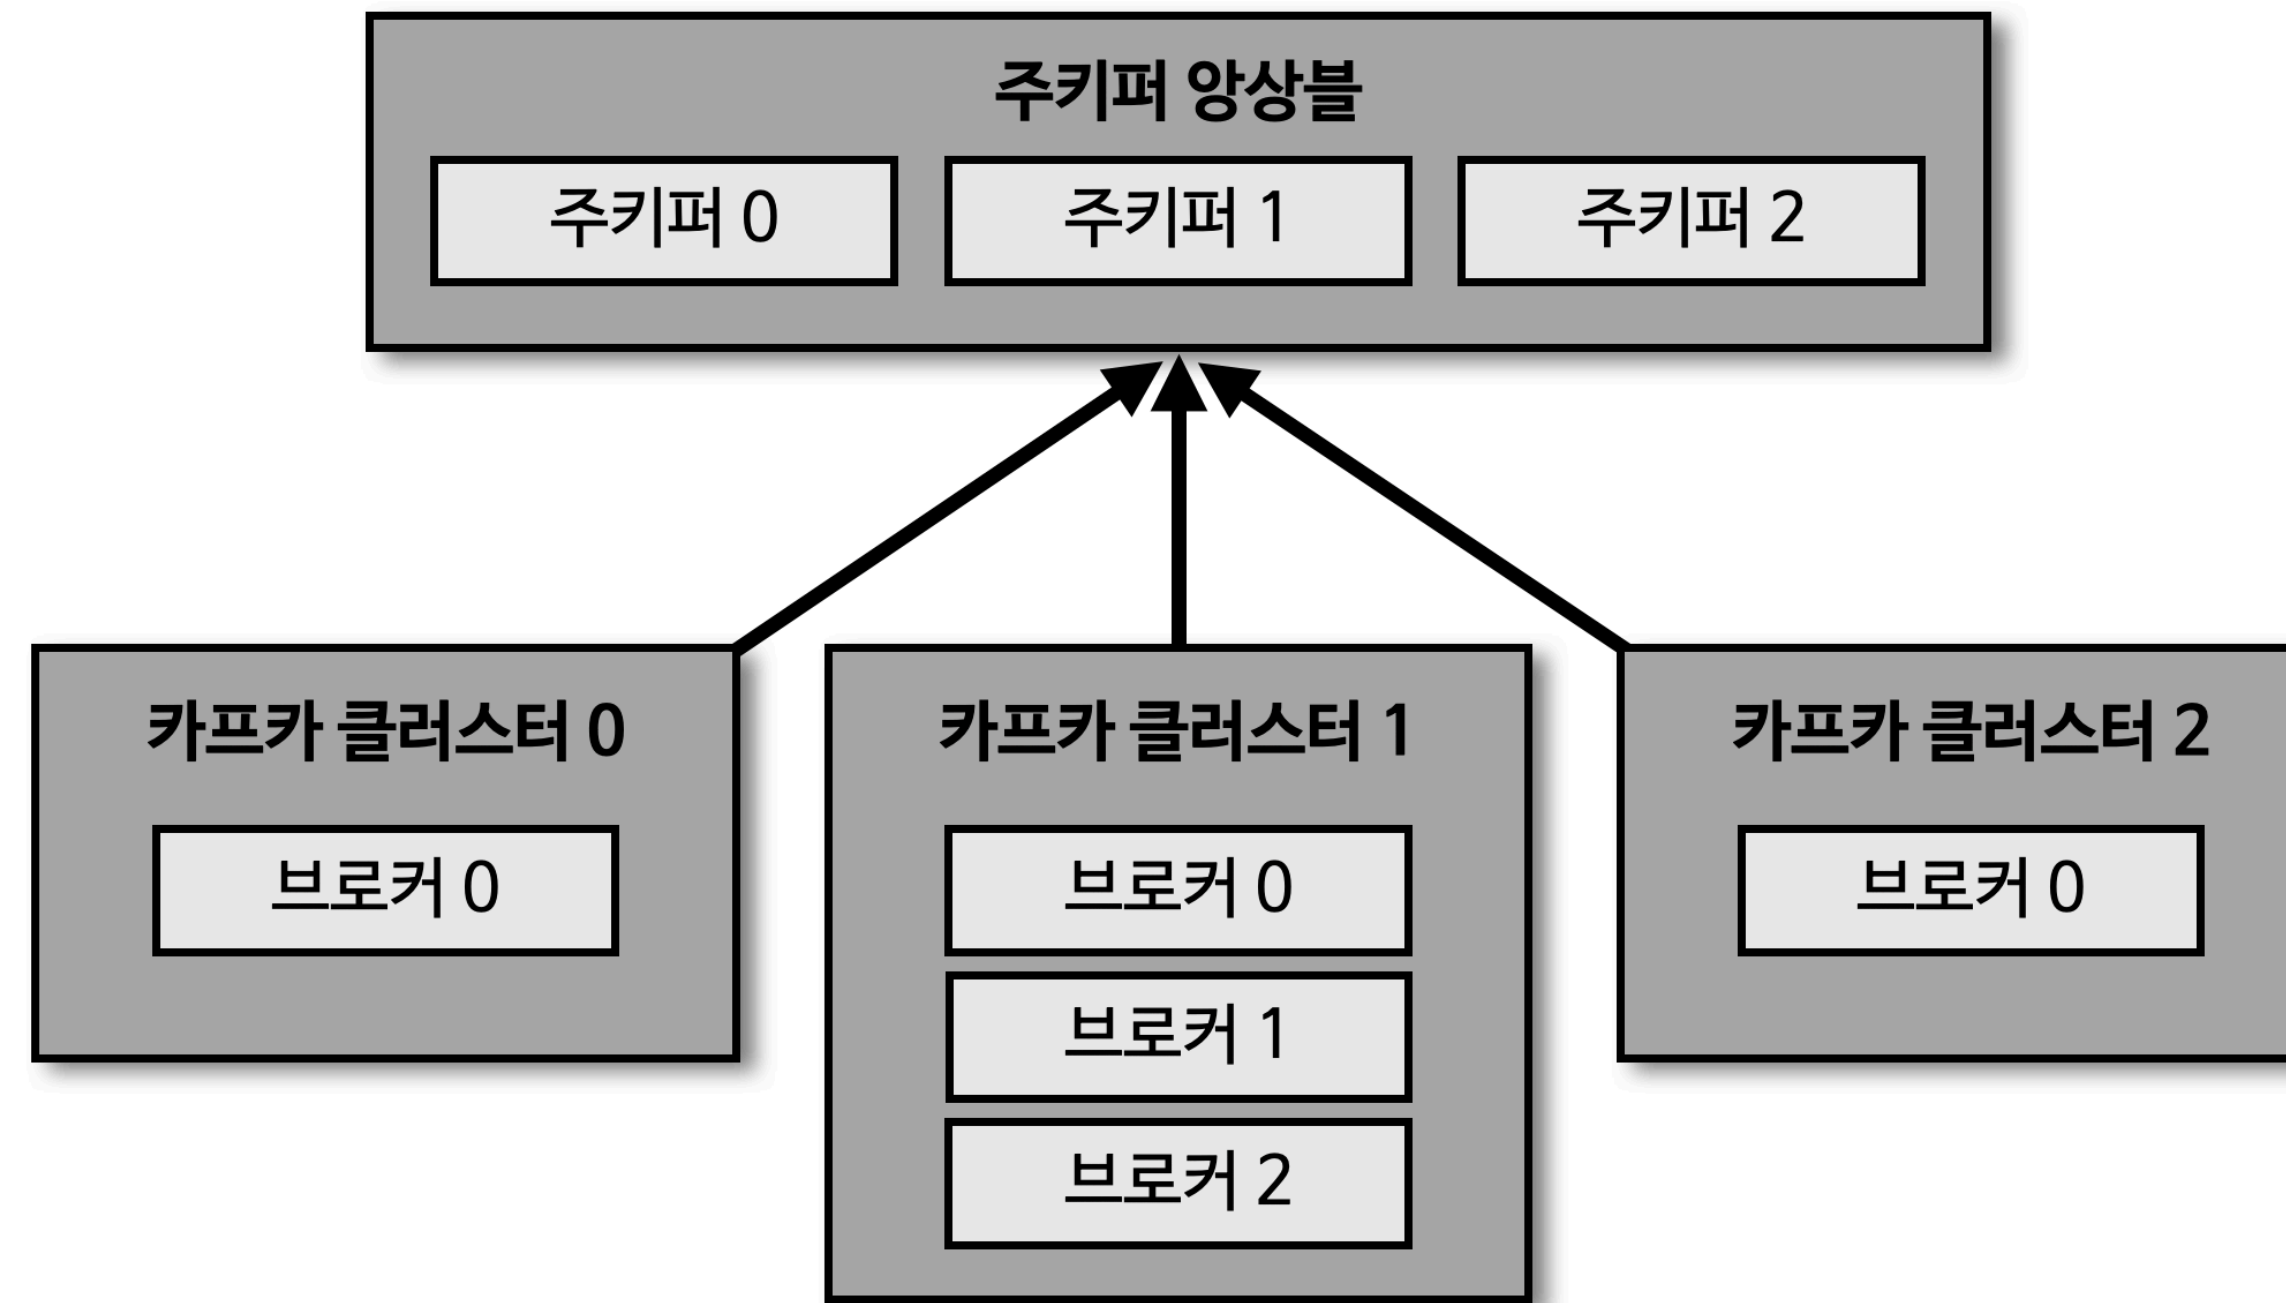 주키퍼 앙상블
주키퍼 0
주키퍼 1
주키퍼 2
카프카 클러스터 0
브로커 0
카프카 클러스터 1
브로커 0
브로커 1
브로커 2
카프카 클러스터 2
브로커 0